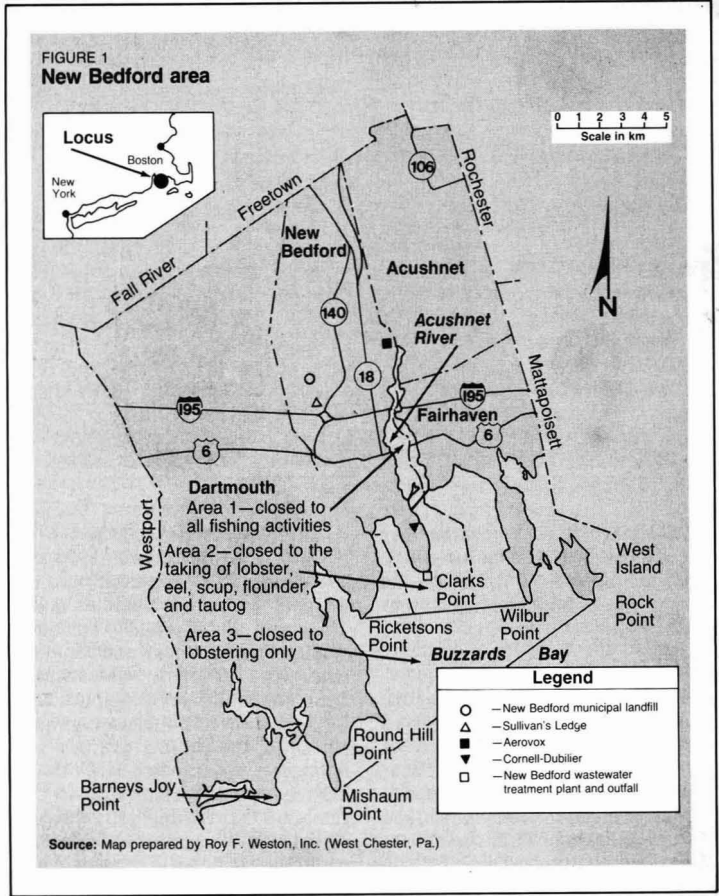 FIGURE 1
New Bedford area
Locus
Boston
New
York
0 1 2 3 4 5
Scale in km
106
Rochester
Freetown
New
Bedford
Fall River
Acushnet
N
140
Acushnet
River
18
Mattapoisett
195
195
Fairhaven
6
6
Dartmouth
Area 1—closed to
all fishing activities
Westport
Area 2—closed to the
taking of lobster,
eel, scup, flounder,
and tautog
West
Island
Clarks
Point
Rock
Point
Wilbur
Point
Ricketsons
Point
Area 3—closed to
lobstering only
Buzzards Bay
Legend
—New Bedford municipal landfill
—Sullivan's Ledge
—Aerovox
—Cornell-Dubilier
—New Bedford wastewater
treatment plant and outfall
Round Hill
Point
Barneys Joy
Point
Mishaum
Point
Source: Map prepared by Roy F. Weston, Inc. (West Chester, Pa.)